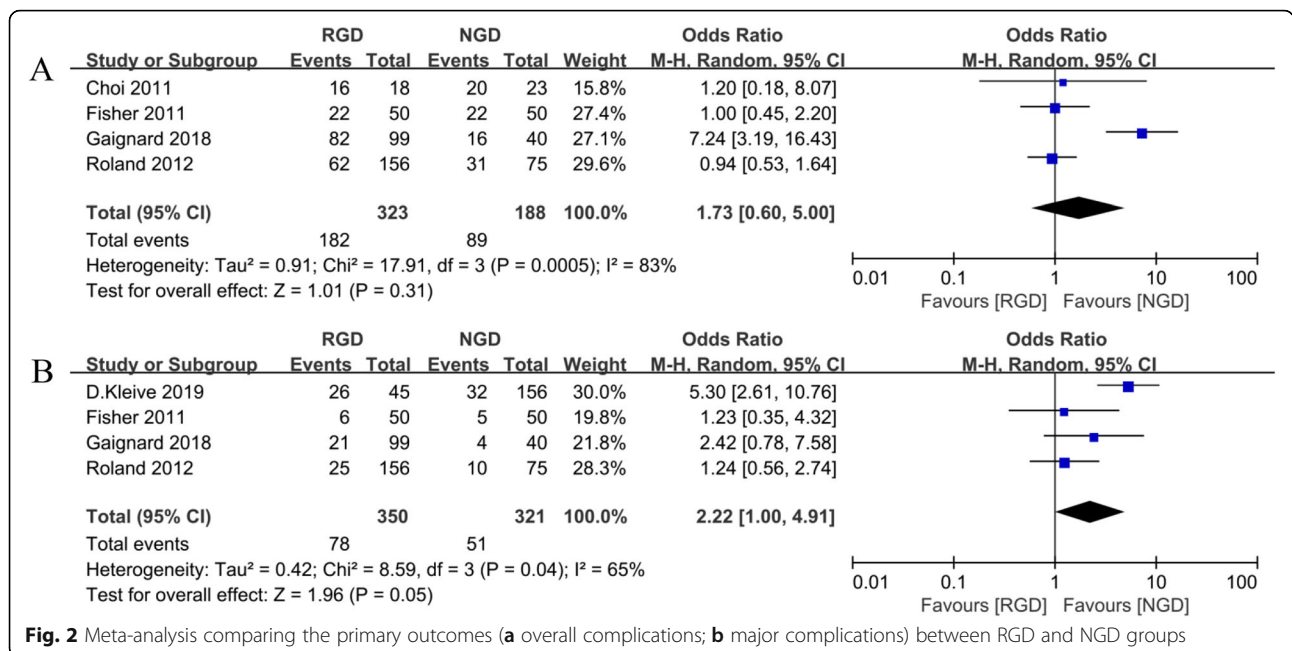 RGD NGD Odds Ratio Odds Ratio
A
Study or Subgroup Events Total Events Total Weight M-H, Random, 95% CI M-H, Random, 95% CI
Choi 2011 16 18 20 23 15.8% 1.20 [0.18, 8.07]
Fisher 2011 22 50 22 50 27.4% 1.00 [0.45, 2.20]
Gaignard 2018 82 99 16 40 27.1% 7.24 [3.19, 16.43]
Roland 2012 62 156 31 75 29.6% 0.94 [0.53, 1.64]
Total (95% CI) 323 188 100.0% 1.73 [0.60, 5.00]
Total events 182 89
Heterogeneity: Tau² = 0.91; Chi² = 17.91, df = 3 (P = 0.0005); I² = 83%
Test for overall effect: Z = 1.01 (P = 0.31)
0.01 0.1 1 10 100
Favours [RGD] Favours [NGD]
RGD NGD Odds Ratio Odds Ratio
B
Study or Subgroup Events Total Events Total Weight M-H, Random, 95% CI M-H, Random, 95% CI
D.Kleive 2019 26 45 32 156 30.0% 5.30 [2.61, 10.76]
Fisher 2011 6 50 5 50 19.8% 1.23 [0.35, 4.32]
Gaignard 2018 21 99 4 40 21.8% 2.42 [0.78, 7.58]
Roland 2012 25 156 10 75 28.3% 1.24 [0.56, 2.74]
Total (95% CI) 350 321 100.0% 2.22 [1.00, 4.91]
Total events 78 51
Heterogeneity: Tau² = 0.42; Chi² = 8.59, df = 3 (P = 0.04); I² = 65%
Test for overall effect: Z = 1.96 (P = 0.05)
0.01 0.1 1 10 100
Favours [RGD] Favours [NGD]
Fig. 2 Meta-analysis comparing the primary outcomes (a overall complications; b major complications) between RGD and NGD groups